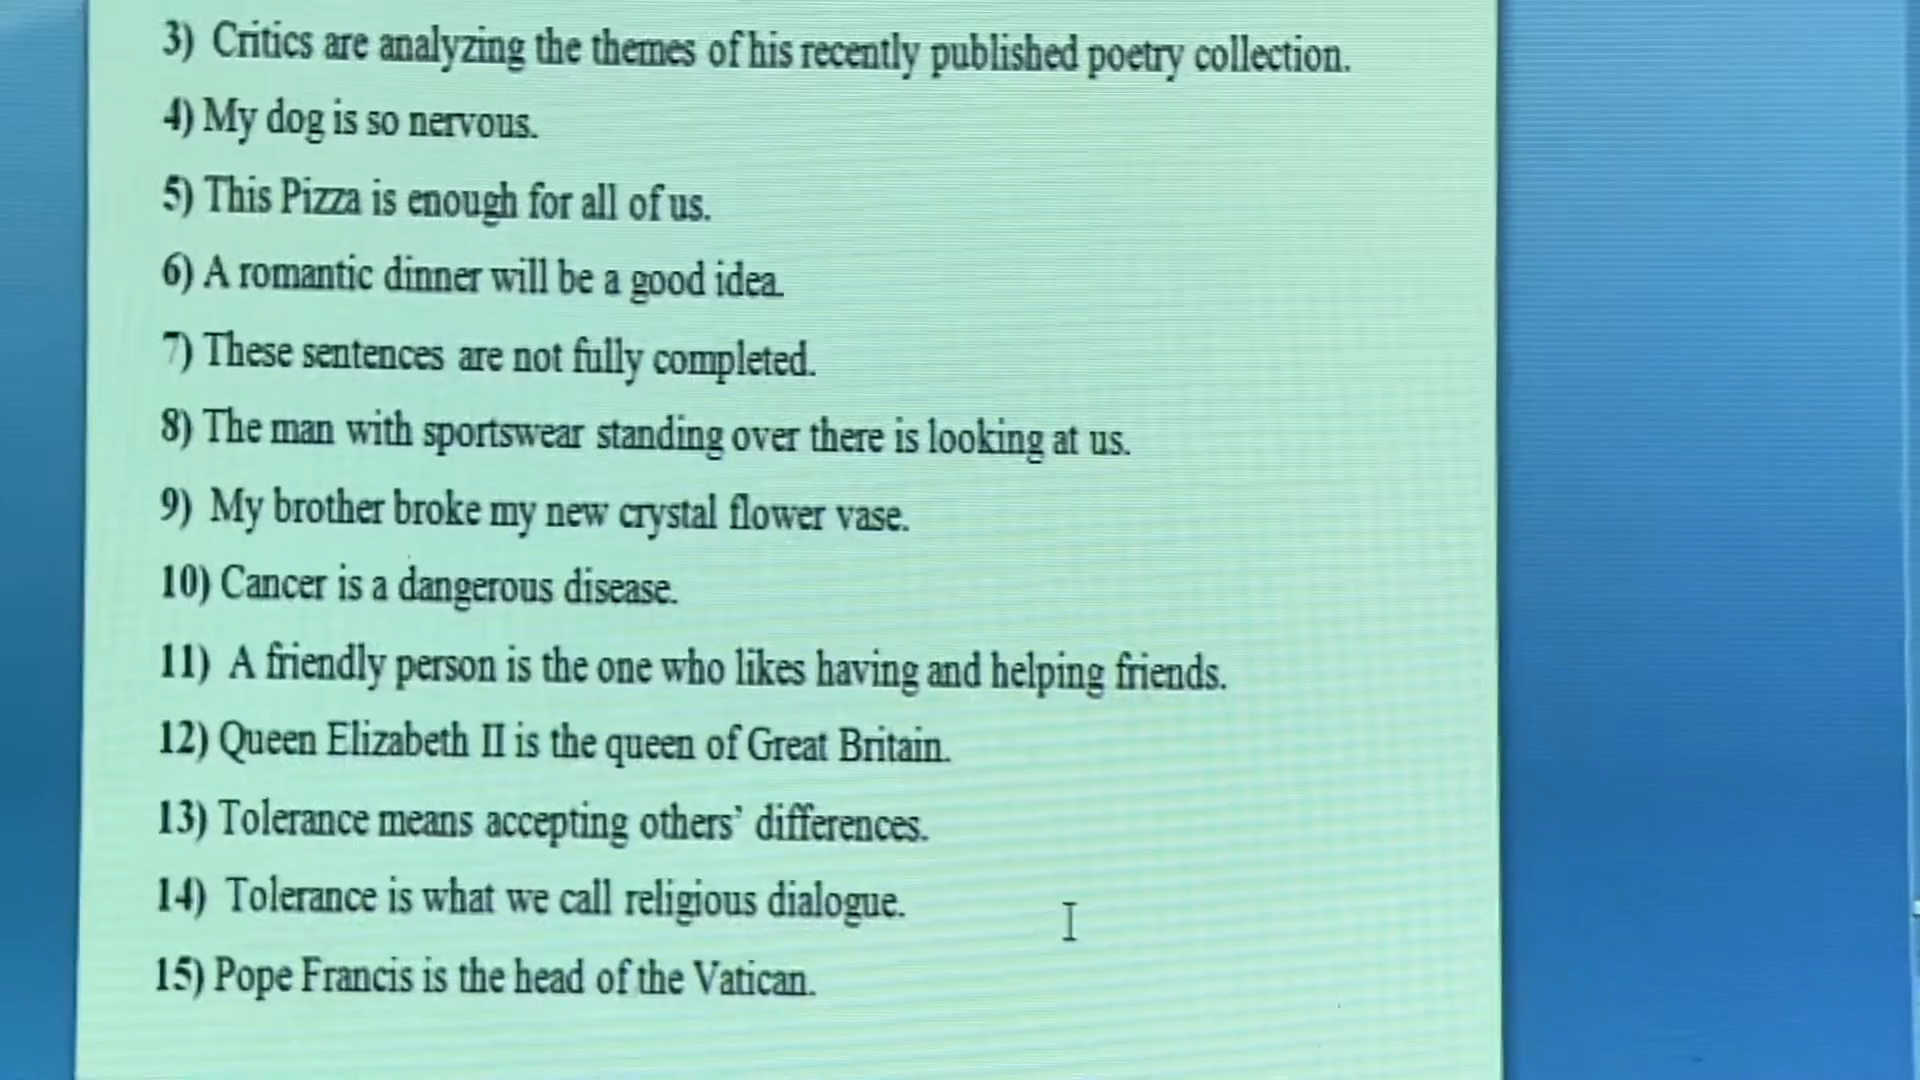 3) Critics are analyzing the themes of his recently published poetry collection.
4) My dog is so nervous.
5) This Pizza is enough for all of us.
6) A romantic dinner will be a good idea.
7) These sentences are not fully completed.
8) The man with sportswear standing over there is looking at us.
9) My brother broke my new crystal flower vase.
10) Cancer is a dangerous disease.
11) A friendly person is the one who likes having and helping friends.
12) Queen Elizabeth II is the queen of Great Britain.
13) Tolerance means accepting others’ differences.
14) Tolerance is what we call religious dialogue.
15) Pope Francis is the head of the Vatican.